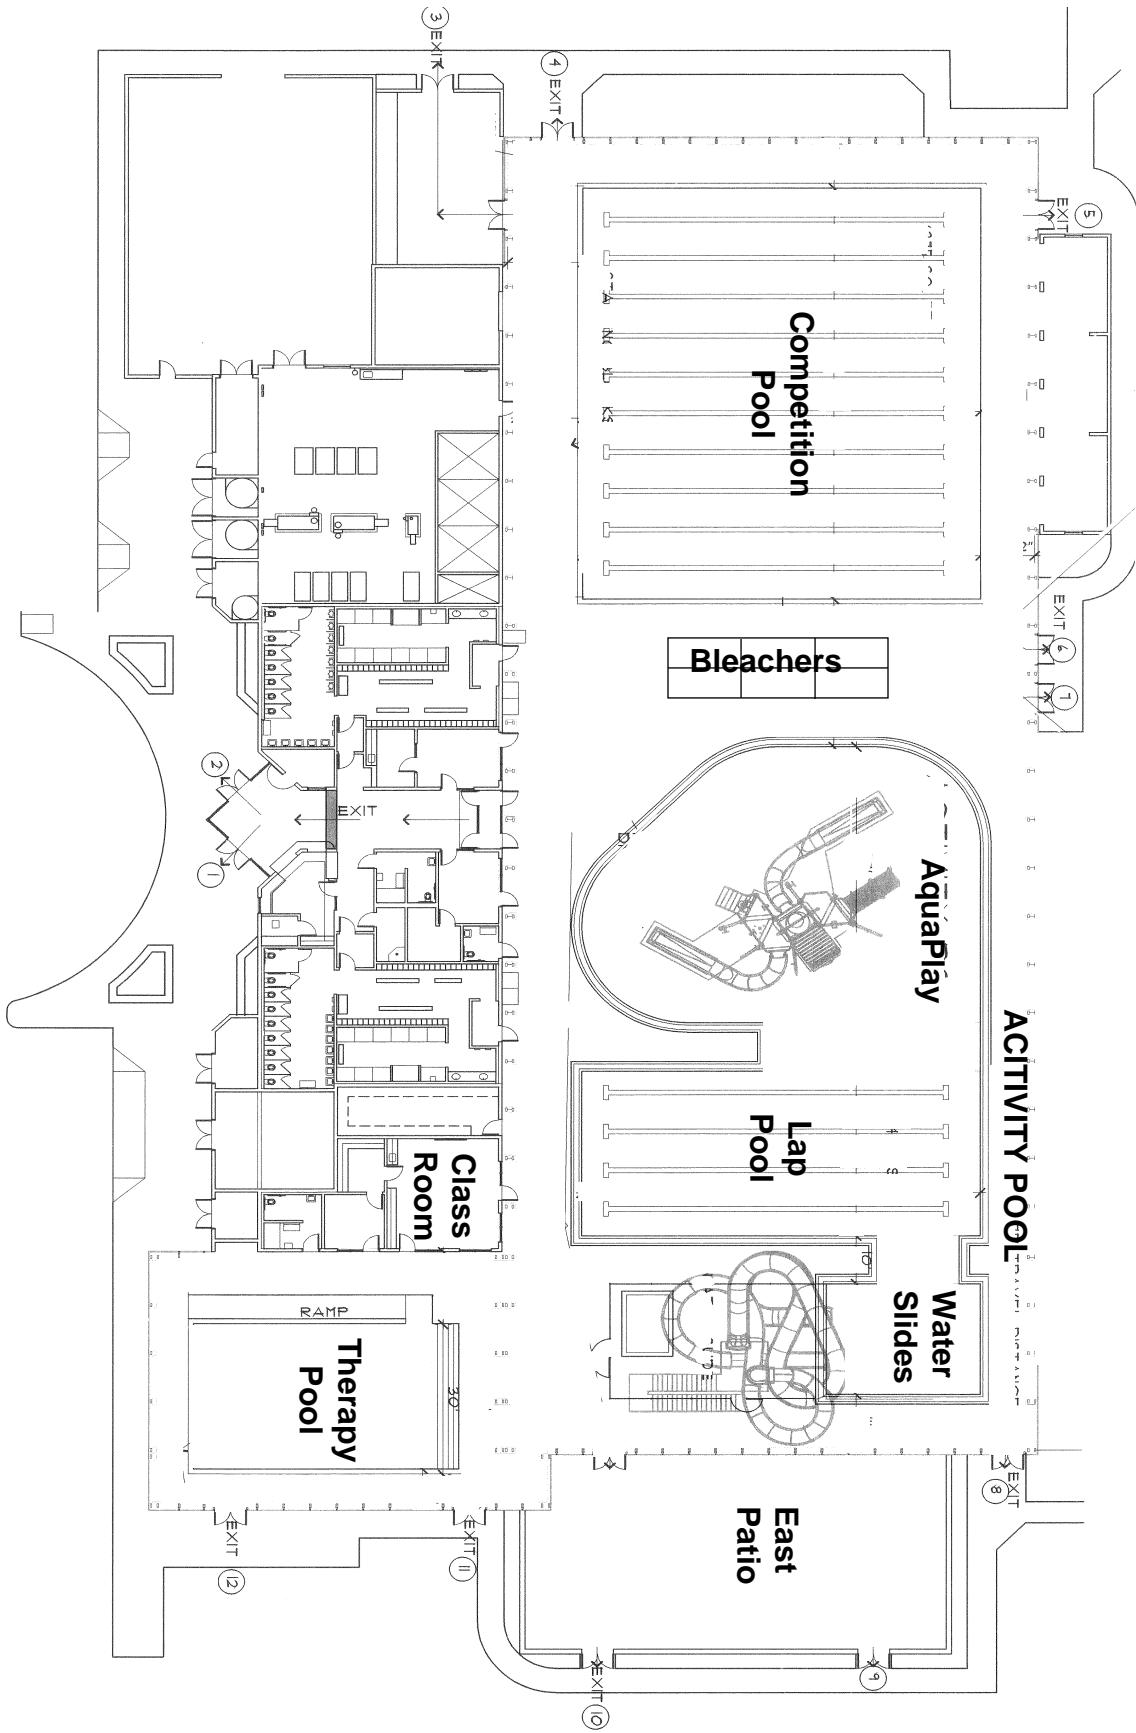 3
EXIT
4
EXIT
5
EXIT
Competition
Pool
EXIT
6
7
Bleachers
2
EXIT
1
AquaPlay
ACITIVITY POOL
Lap
Pool
Class
Room
Water
Slides
RAMP
Therapy
Pool
30'
8
EXIT
East
Patio
EXIT
11
EXIT
12
9
EXIT
10